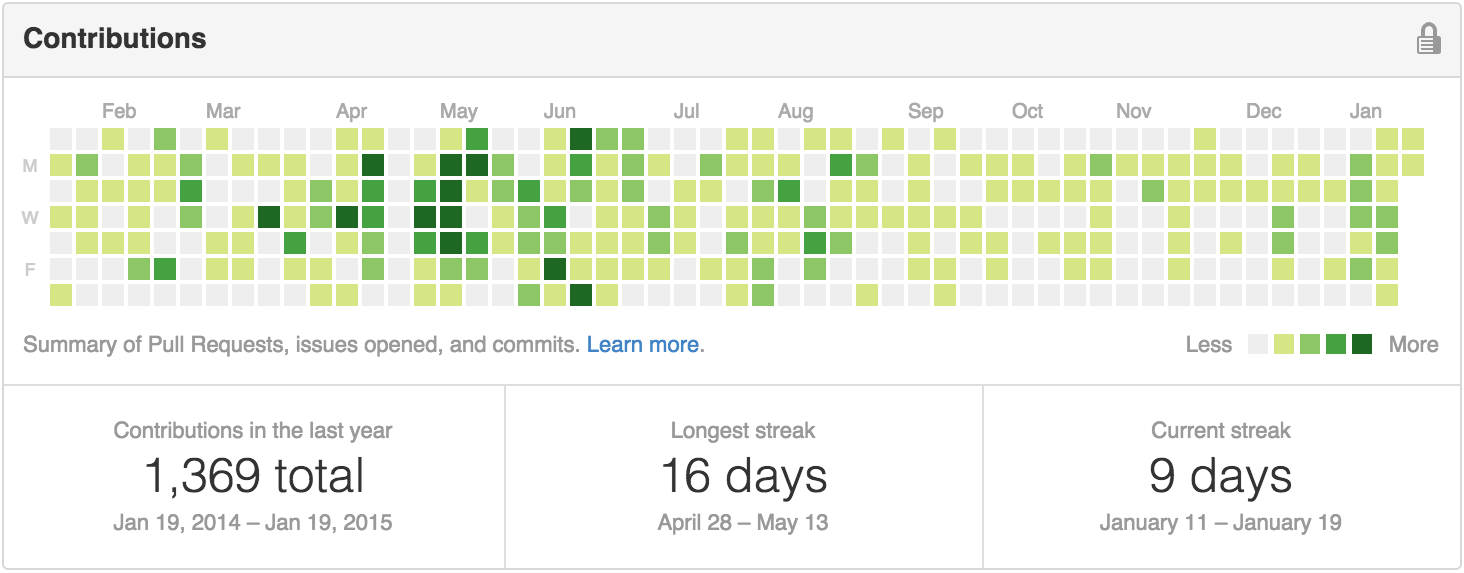 Contributions
Feb Mar Apr May Jun Jul Aug Sep Oct Nov Dec Jan
M
W
F
Summary of Pull Requests, issues opened, and commits. Learn more.
Less More
Contributions in the last year
1,369 total
Jan 19, 2014 – Jan 19, 2015
Longest streak
16 days
April 28 – May 13
Current streak
9 days
January 11 – January 19